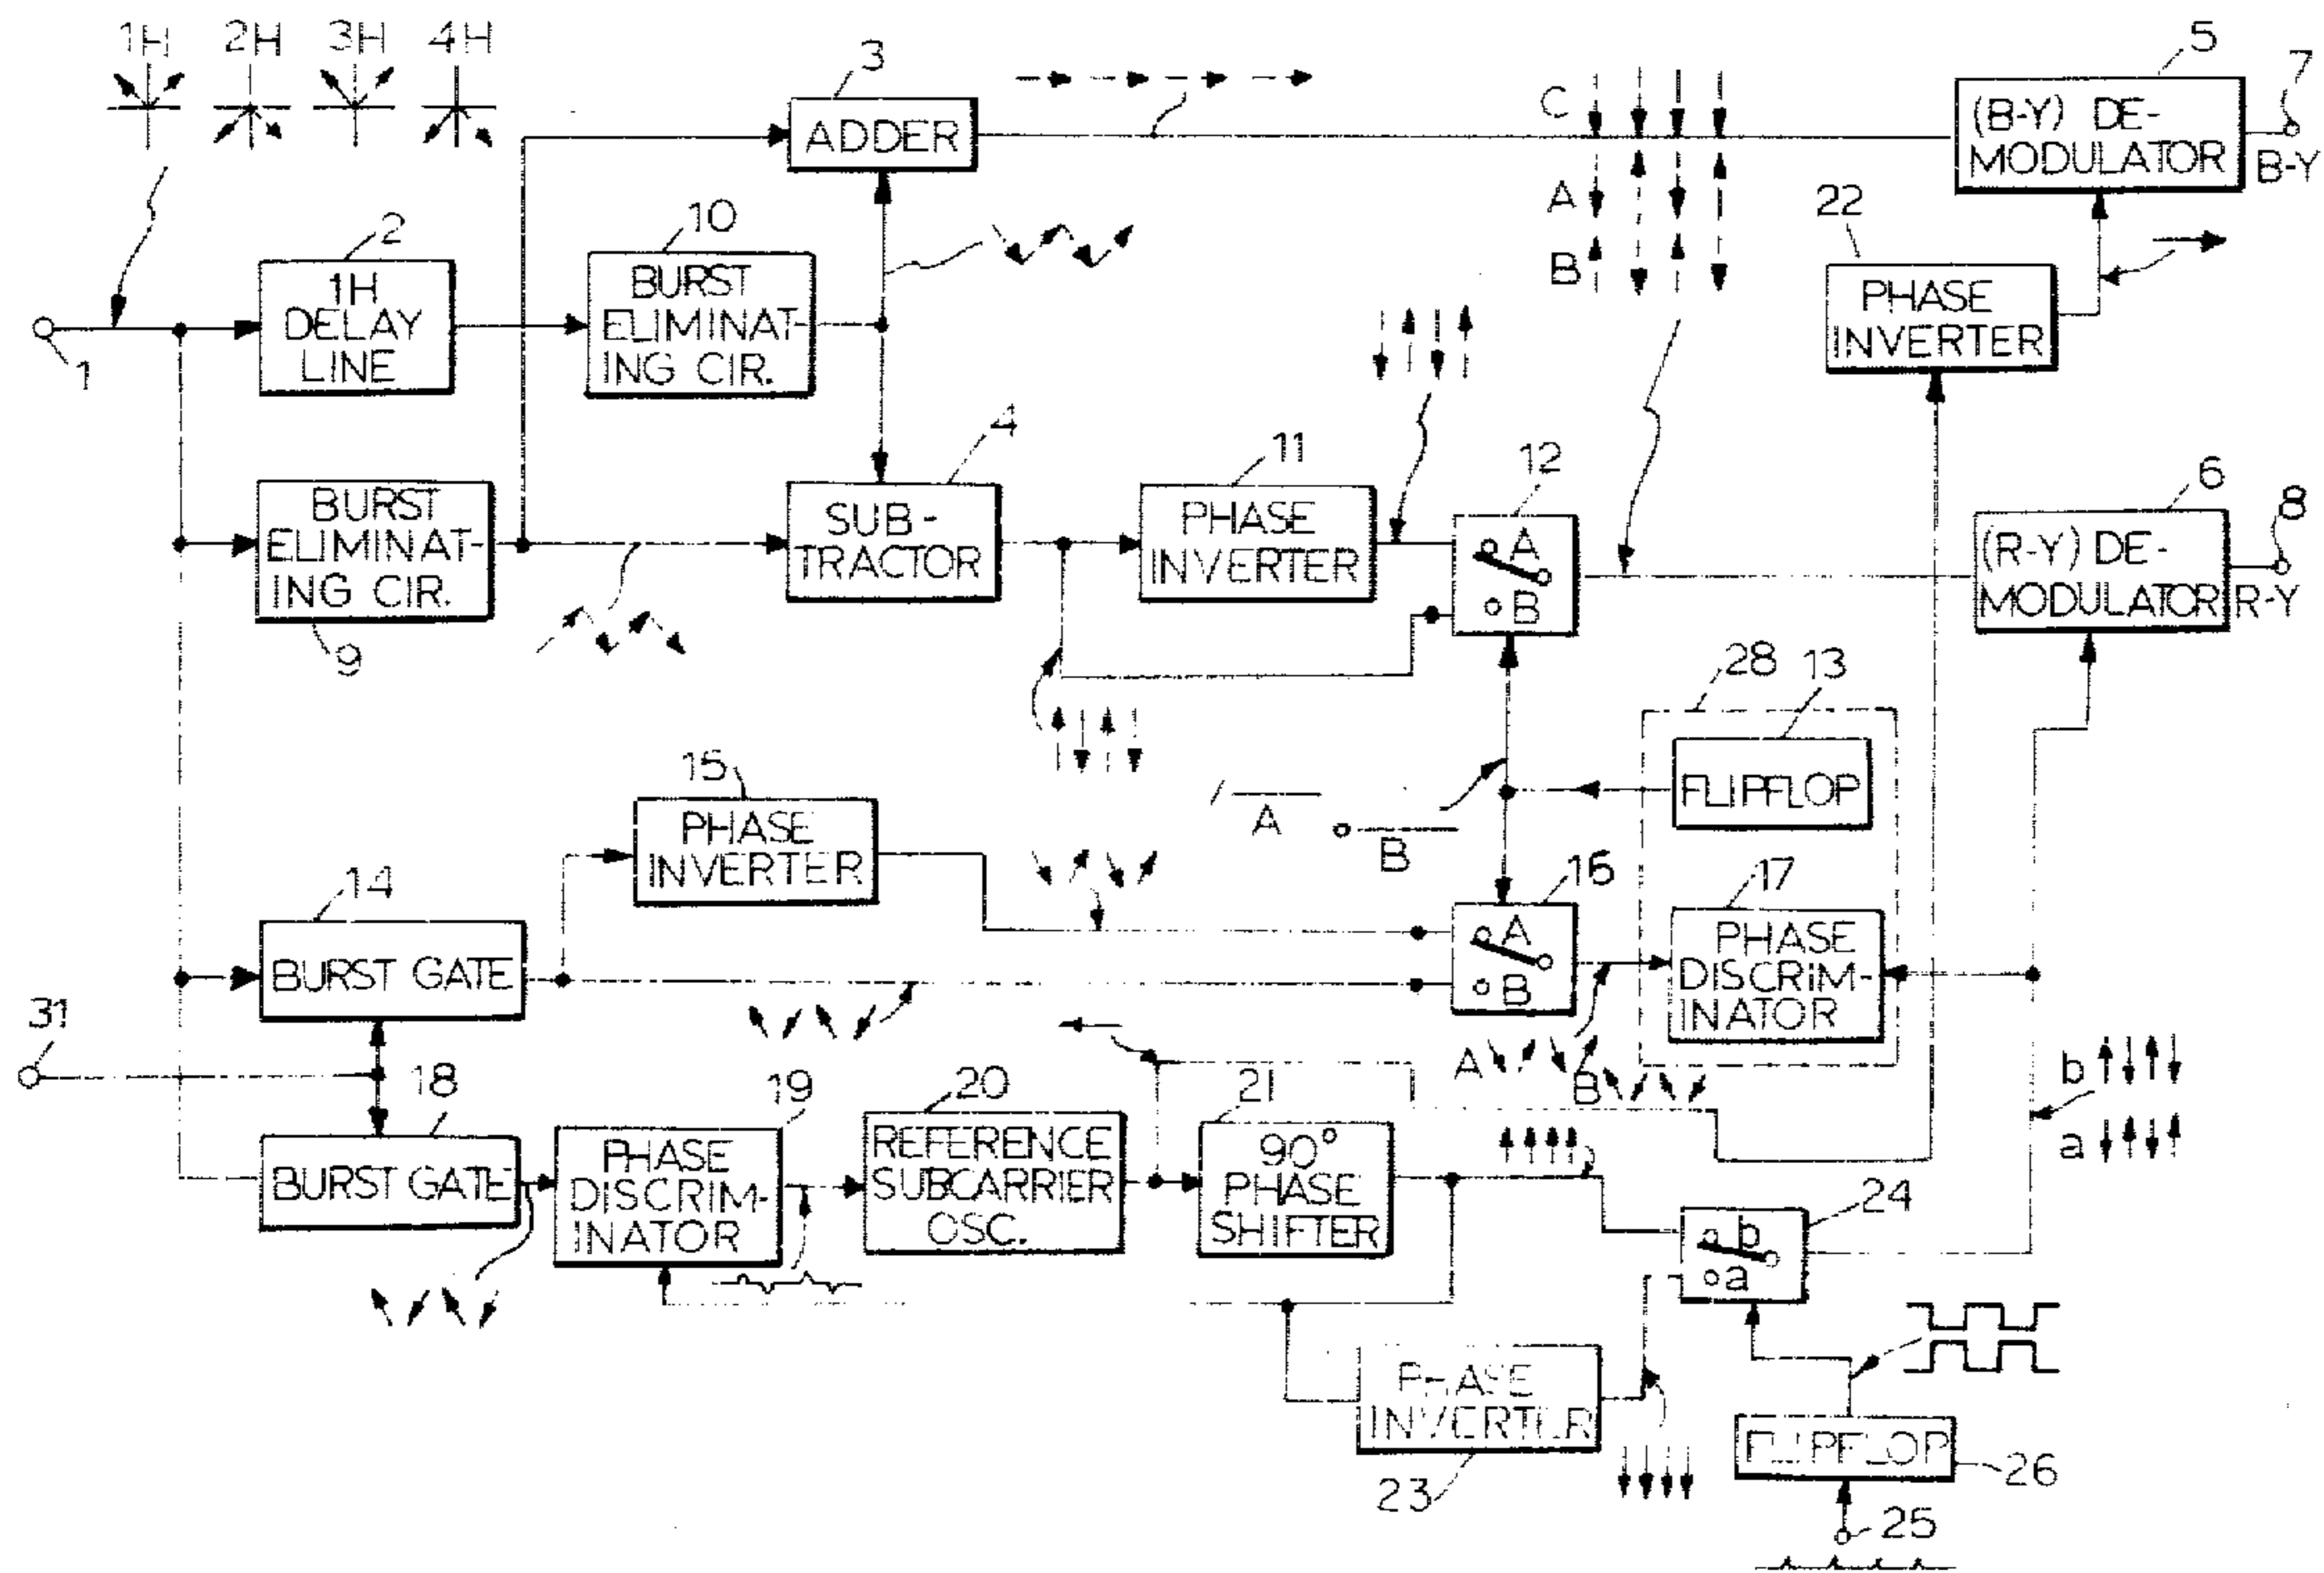 1H 2H 3H 4H
3
ADDER
C
A
B
5
(B-Y) DE-
MODULATOR
7
B-Y
2
1H
DELAY
LINE
10
BURST
ELIMINAT-
ING CIR.
22
PHASE
INVERTER
1
BURST
ELIMINAT-
ING CIR.
9
4
SUB-
TRACTOR
11
PHASE
INVERTER
12
A
B
6
(R-Y) DE-
MODULATOR
8
R-Y
28
13
FLIPFLOP
A
B
15
PHASE
INVERTER
14
BURST GATE
16
A
B
17
PHASE
DISCRIM-
INATOR
A
B
31
18
BURST GATE
19
PHASE
DISCRIM-
INATOR
20
REFERENCE
SUBCARRIER
OSC.
21
90°
PHASE
SHIFTER
b
a
24
b
a
PHASE
INVERTER
23
FLIPFLOP
26
25